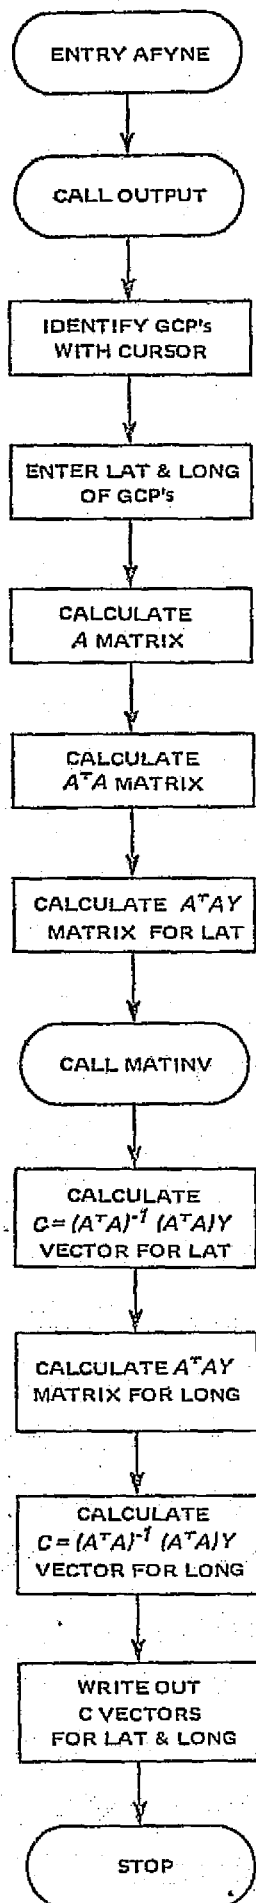 ENTRY AFYNE
CALL OUTPUT
IDENTIFY GCP's
WITH CURSOR
ENTER LAT & LONG
OF GCP's
CALCULATE
A MATRIX
CALCULATE
AᵀA MATRIX
CALCULATE AᵀAY
MATRIX FOR LAT
CALL MATINV
CALCULATE
C = (AᵀA)⁻¹ (AᵀA)Y
VECTOR FOR LAT
CALCULATE AᵀAY
MATRIX FOR LONG
CALCULATE
C = (AᵀA)⁻¹ (AᵀA)Y
VECTOR FOR LONG
WRITE OUT
C VECTORS
FOR LAT & LONG
STOP